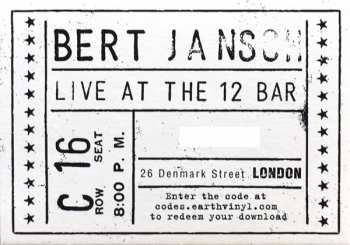 BERT JANSCH
LIVE AT THE 12 BAR
C 16
ROW SEAT
8:00 P. M.
26 Denmark Street LONDON
Enter the code at
codes.earthvinyl.com
to redeem your download